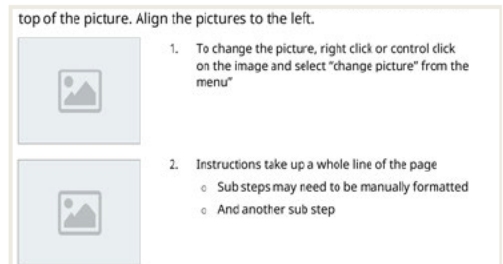 top of the picture. Align the pictures to the left.
1. To change the picture, right click or control click
on the image and select "change picture" from the
menu"
2. Instructions take up a whole line of the page
o Sub steps may need to be manually formatted
o And another sub step